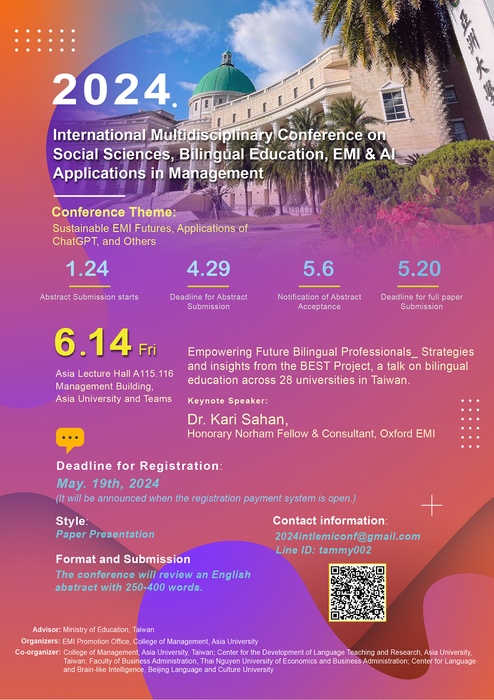 亞洲大學
2024.
International Multidisciplinary Conference on
Social Sciences, Bilingual Education, EMI & AI
Applications in Management
Conference Theme:
Sustainable EMI Futures, Applications of
ChatGPT, and Others
1.24
Abstract Submission starts
4.29
Deadline for Abstract
Submission
5.6
Notification of Abstract
Acceptance
5.20
Deadline for full paper
Submission
6.14 Fri
Asia Lecture Hall A115.116
Management Building,
Asia University and Teams
Empowering Future Bilingual Professionals_ Strategies
and insights from the BEST Project, a talk on bilingual
education across 28 universities in Taiwan.
Keynote Speaker:
Dr. Kari Sahan,
Honorary Norham Fellow & Consultant, Oxford EMI
Deadline for Registration:
May. 19th, 2024
(It will be announced when the registration payment system is open.)
Style:
Paper Presentation
Contact information:
2024intlemiconf@gmail.com
Line ID: tammy002
Format and Submission
The conference will review an English
abstract with 250-400 words.
Advisor: Ministry of Education, Taiwan
Organizers: EMI Promotion Office, College of Management, Asia University
Co-organizer: College of Management, Asia University, Taiwan; Center for the Development of Language Teaching and Research, Asia University,
Taiwan; Faculty of Business Administration, Thai Nguyen University of Economics and Business Administration; Center for Language
and Brain-like Intelligence, Beijing Language and Culture University